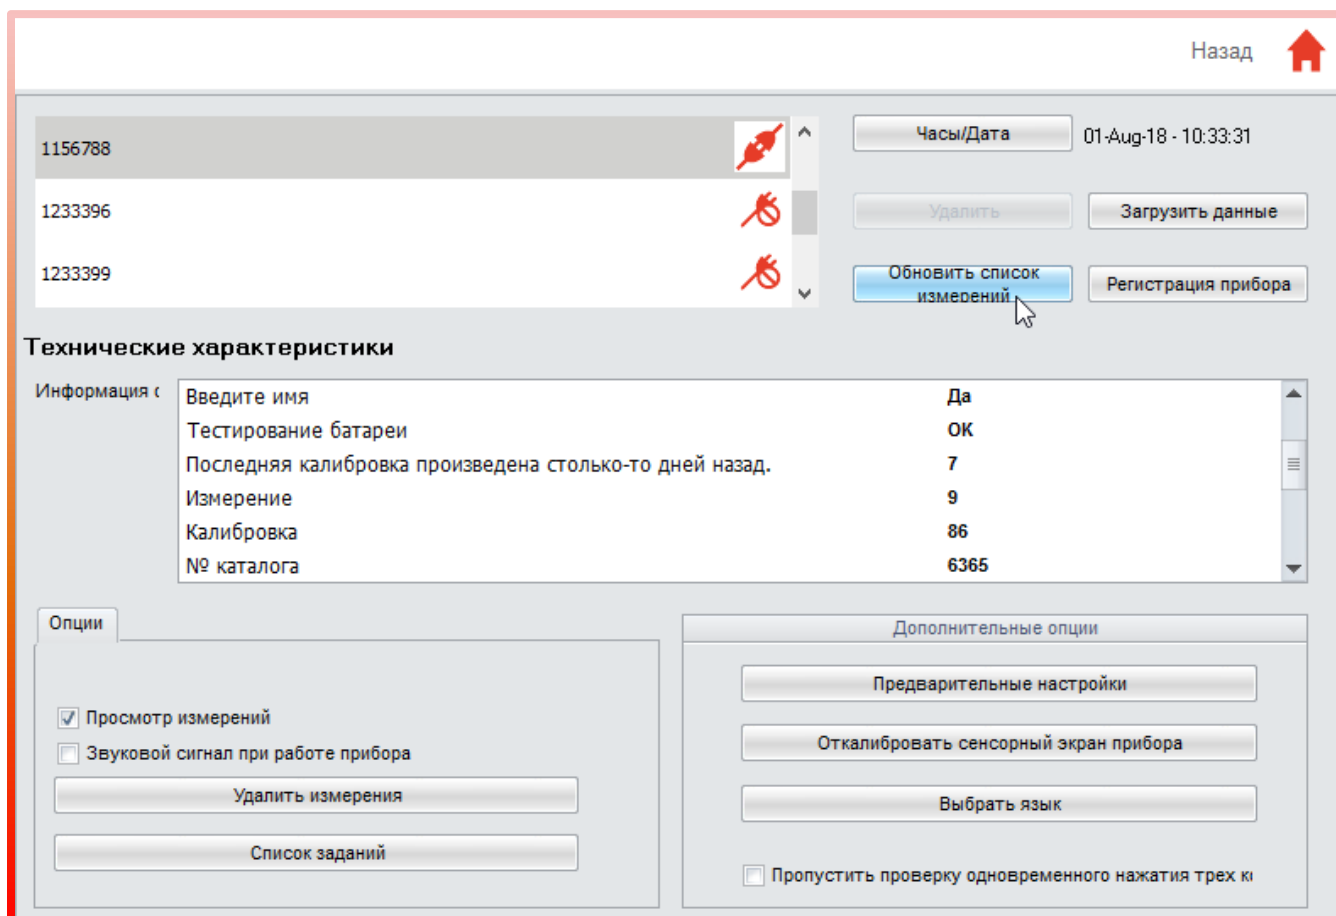 Назад
1156788
1233396
1233399
Часы/Дата
01-Aug-18 - 10:33:31
Удалить
Загрузить данные
Обновить список
измерений
Регистрация прибора
Технические характеристики
Информация с
Введите имя Да
Тестирование батареи OK
Последняя калибровка произведена столько-то дней назад. 7
Измерение 9
Калибровка 86
№ каталога 6365
Опции
Просмотр измерений
Звуковой сигнал при работе прибора
Удалить измерения
Список заданий
Дополнительные опции
Предварительные настройки
Откалибровать сенсорный экран прибора
Выбрать язык
Пропустить проверку одновременного нажатия трех